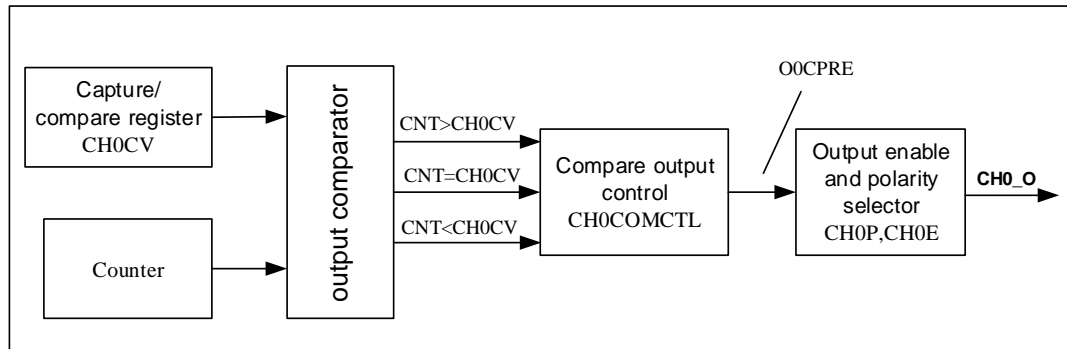 O0CPRE
Capture/
compare register
CH0CV
Counter
output comparator
CNT>CH0CV
CNT=CH0CV
CNT<CH0CV
Compare output
control
CH0COMCTL
Output enable
and polarity
selector
CH0P,CH0E
CH0_O